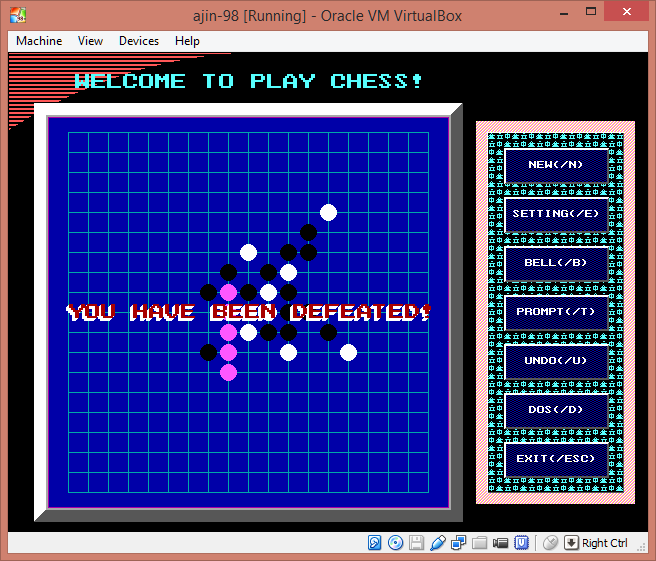 ajin-98 [Running] - Oracle VM VirtualBox
Machine View Devices Help
WELCOME TO PLAY CHESS!
NEW(/N)
SETTING(/E)
BELL(/B)
YOU HAVE BEEN DEFEATED!
PROMPT(/T)
UNDO(/U)
DOS(/D)
EXIT(/ESC)
Right Ctrl